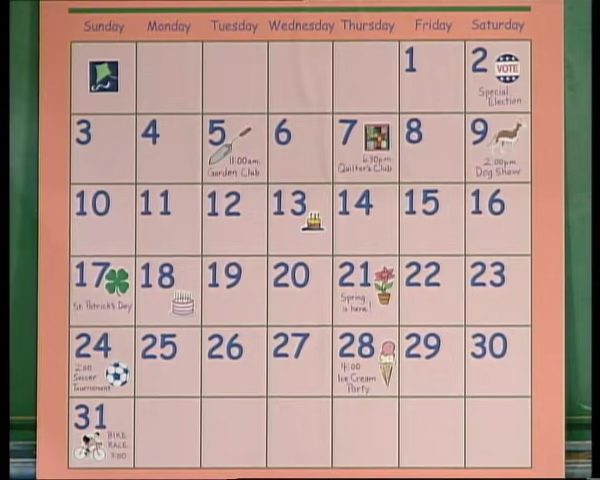 Sunday Monday Tuesday Wednesday Thursday Friday Saturday
1 2 VOTE
Special
Election
3 4 5 6 7 8 9
11:00am
Garden Club
6:30pm
Quilter's Club
2:00pm
Dog Show
10 11 12 13 14 15 16
17 18 19 20 21 22 23
St. Patrick's Day
Spring
is here!
24 25 26 27 28 29 30
2:00
Soccer
Tournament
4:00
Ice Cream
Party
31
BIKE
RACE
7:00